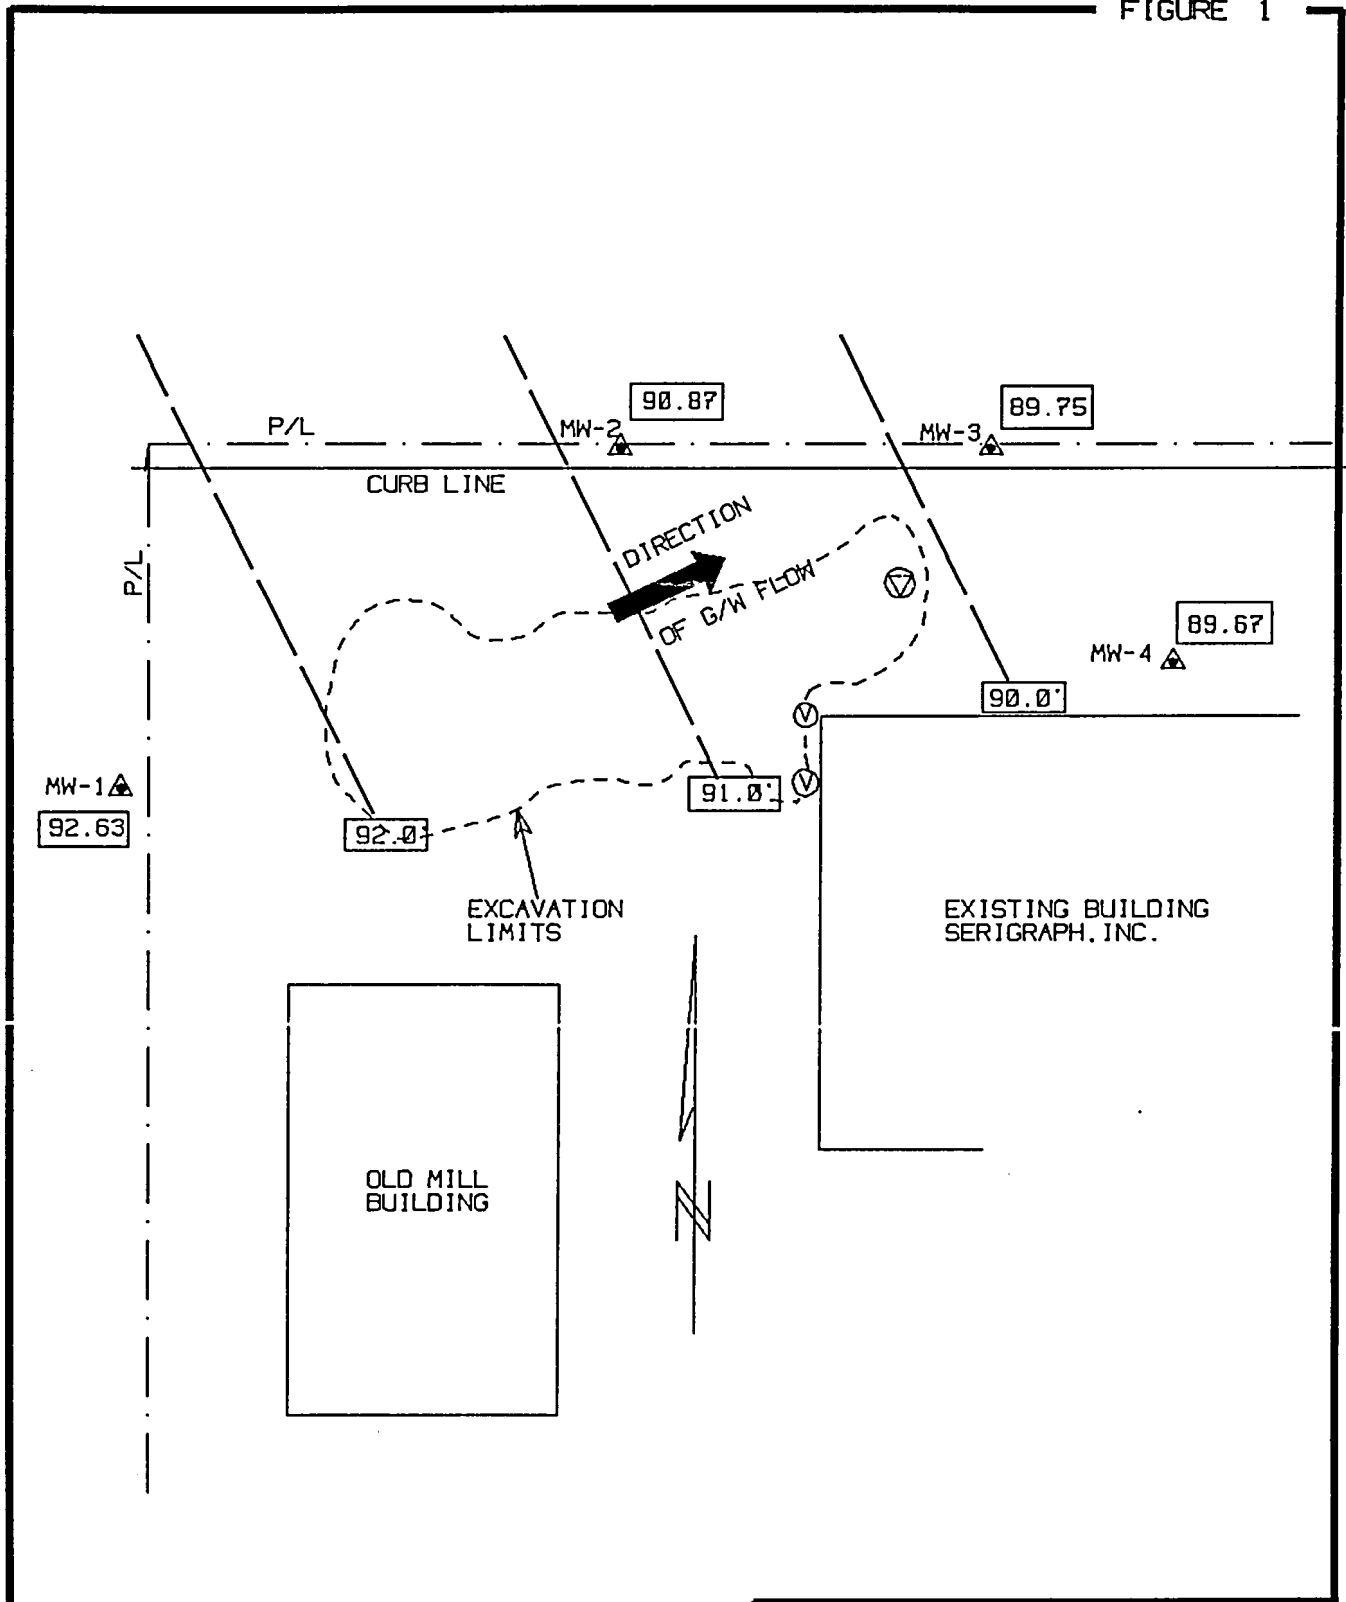 FIGURE 1
90.87
89.75
P/L
MW-2
MW-3
CURB LINE
DIRECTION
OF G/W FLOW
P/L
89.67
MW-4
90.0'
MW-1
91.0'
92.63
92.0'
EXCAVATION
LIMITS
EXISTING BUILDING
SERIGRAPH. INC.
OLD MILL
BUILDING
N
V
V